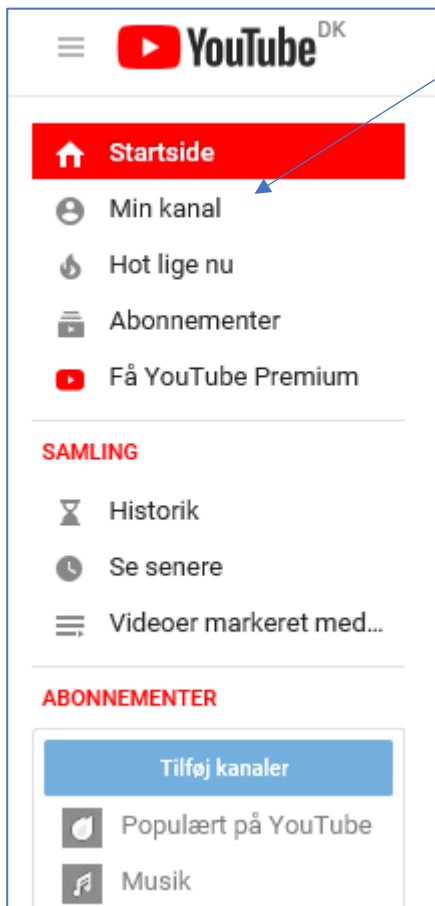 YouTube DK
Startside
Min kanal
Hot lige nu
Abonnementer
Få YouTube Premium
SAMLING
Historik
Se senere
Videoer markeret med...
ABONNEMENTER
Tilføj kanaler
Populært på YouTube
Musik